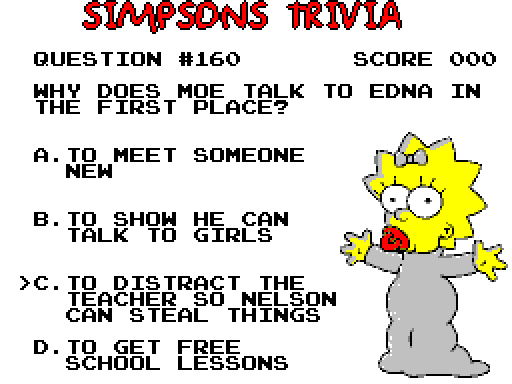 SIMPSONS TRIVIA
QUESTION #160 SCORE 000
WHY DOES MOE TALK TO EDNA IN
THE FIRST PLACE?
A. TO MEET SOMEONE
NEW
B. TO SHOW HE CAN
TALK TO GIRLS
>C. TO DISTRACT THE
TEACHER SO NELSON
CAN STEAL THINGS
D. TO GET FREE
SCHOOL LESSONS